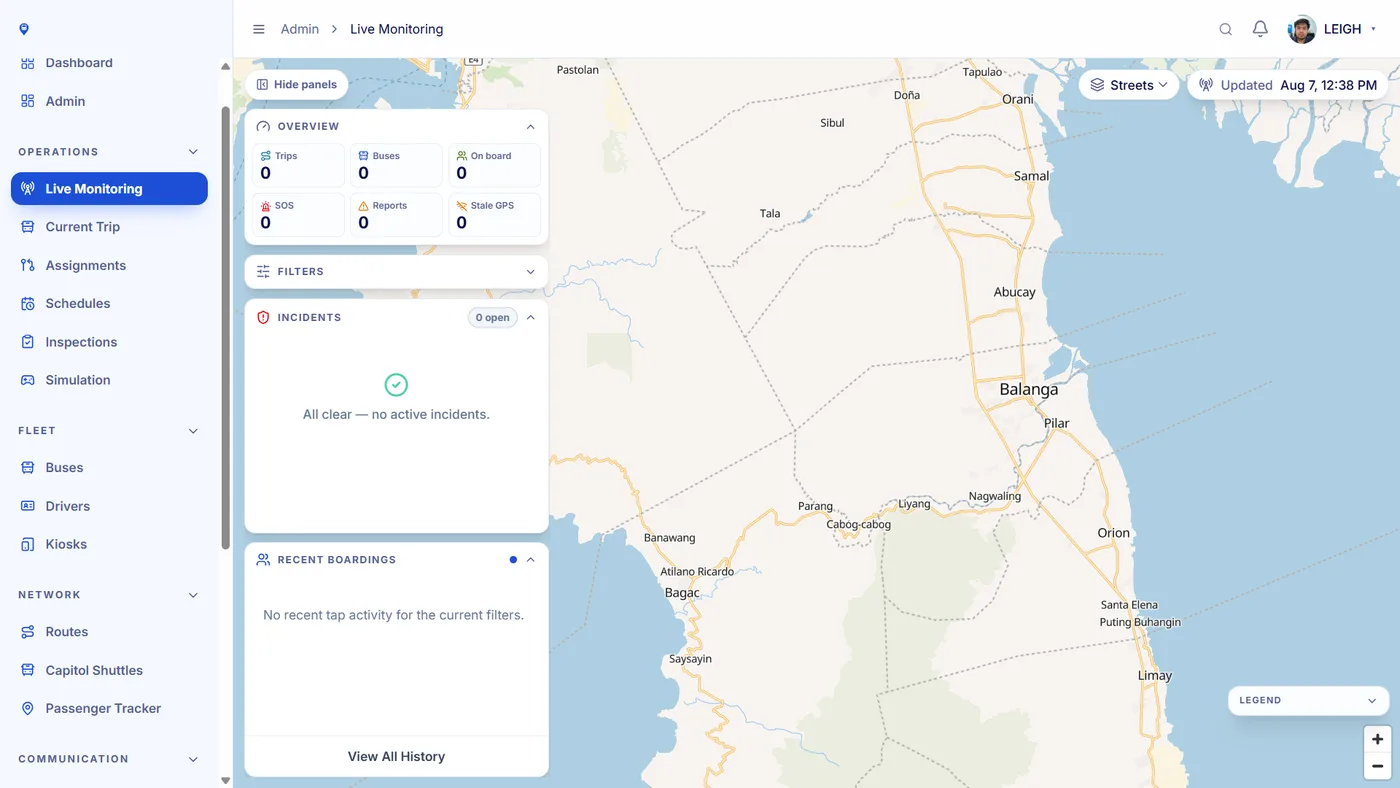 Dashboard
Admin
OPERATIONS
Live Monitoring
Current Trip
Assignments
Schedules
Inspections
Simulation
FLEET
Buses
Drivers
Kiosks
NETWORK
Routes
Capitol Shuttles
Passenger Tracker
COMMUNICATION
Admin
Live Monitoring
LEIGH
Hide panels
Streets
Updated Aug 7, 12:38 PM
OVERVIEW
Trips
0
Buses
0
On board
0
SOS
0
Reports
0
Stale GPS
0
FILTERS
INCIDENTS
0 open
All clear — no active incidents.
RECENT BOARDINGS
No recent tap activity for the current filters.
View All History
E4
Pastolan
Tapulao
Doña
Orani
Sibul
Samal
Tala
Abucay
Balanga
Pilar
Nagwaling
Parang
Liyang
Cabog-cabog
Banawang
Orion
Atilano Ricardo
Bagac
Santa Elena
Puting Buhangin
Saysayin
Limay
LEGEND
+
−